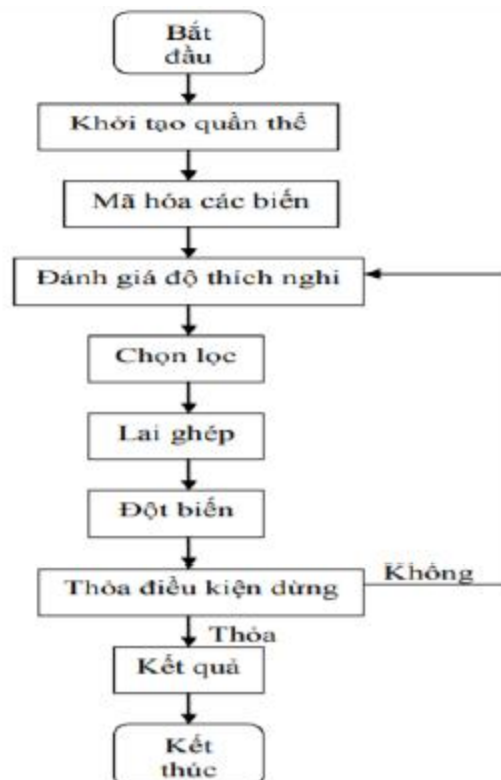 Bắt
đầu
Khởi tạo quần thể
Mã hóa các biến
Đánh giá độ thích nghi
Chọn lọc
Lai ghép
Đột biến
Thỏa điều kiện dừng
Không
Thỏa
Kết quả
Kết
thúc